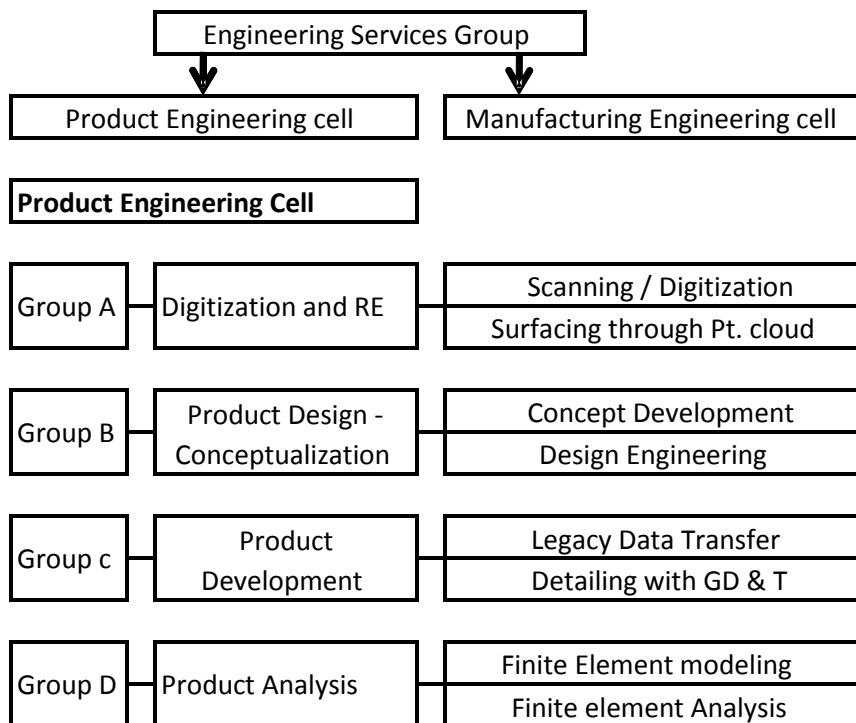 Engineering Services Group
Product Engineering cell
Manufacturing Engineering cell
Product Engineering Cell
Group A
Digitization and RE
Scanning / Digitization
Surfacing through Pt. cloud
Group B
Product Design -
Conceptualization
Concept Development
Design Engineering
Group c
Product
Development
Legacy Data Transfer
Detailing with GD & T
Group D
Product Analysis
Finite Element modeling
Finite element Analysis